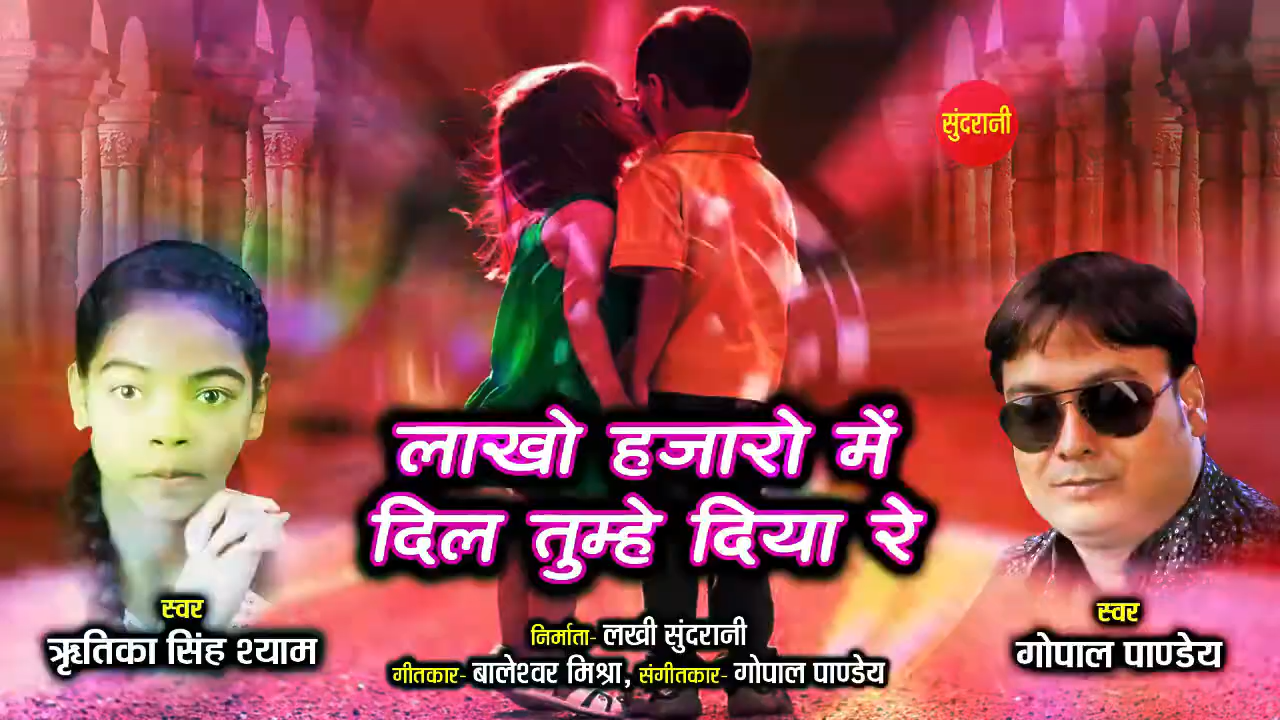 सुंदरानी
लाखो हजारो में
दिल तुम्हे दिया रे
स्वर
ऋतिका सिंह श्याम
निर्माता- लखी सुंदरानी
गीतकार- बालेश्वर मिश्रा, संगीतकार- गोपाल पाण्डेय
स्वर
गोपाल पाण्डेय